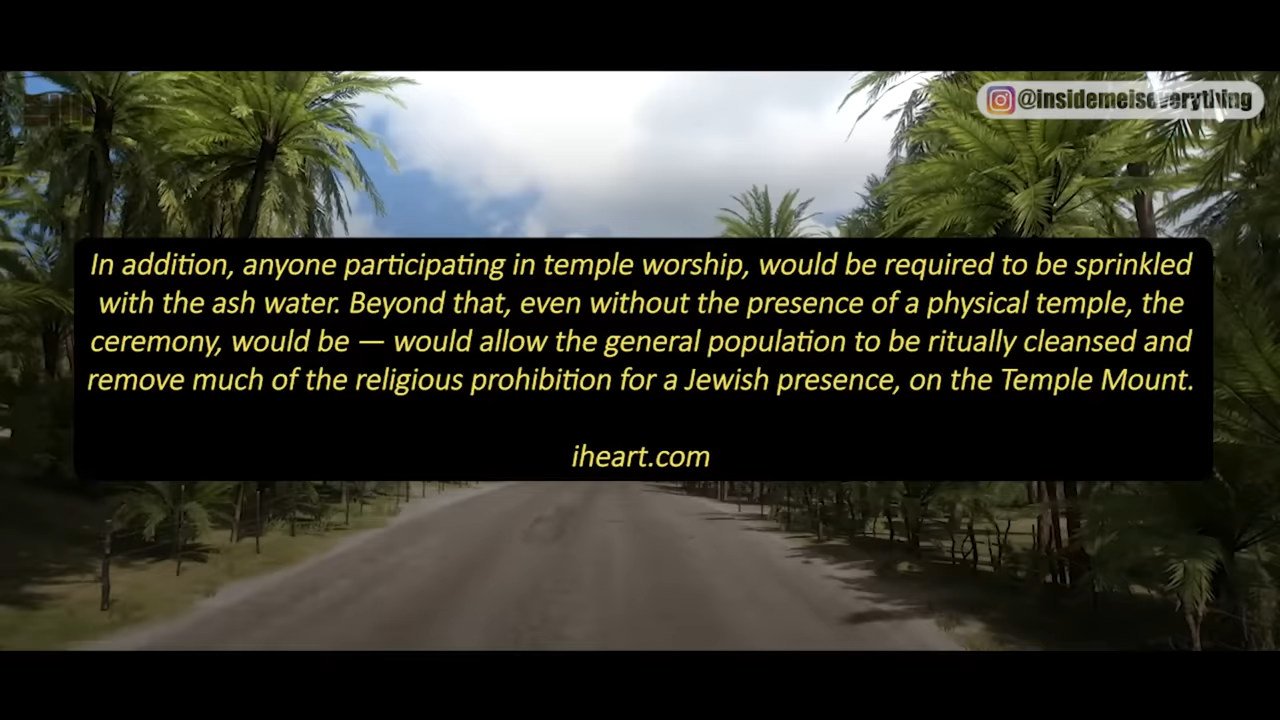 @insidemeiseverything
In addition, anyone participating in temple worship, would be required to be sprinkled
with the ash water. Beyond that, even without the presence of a physical temple, the
ceremony, would be — would allow the general population to be ritually cleansed and
remove much of the religious prohibition for a Jewish presence, on the Temple Mount.
iheart.com